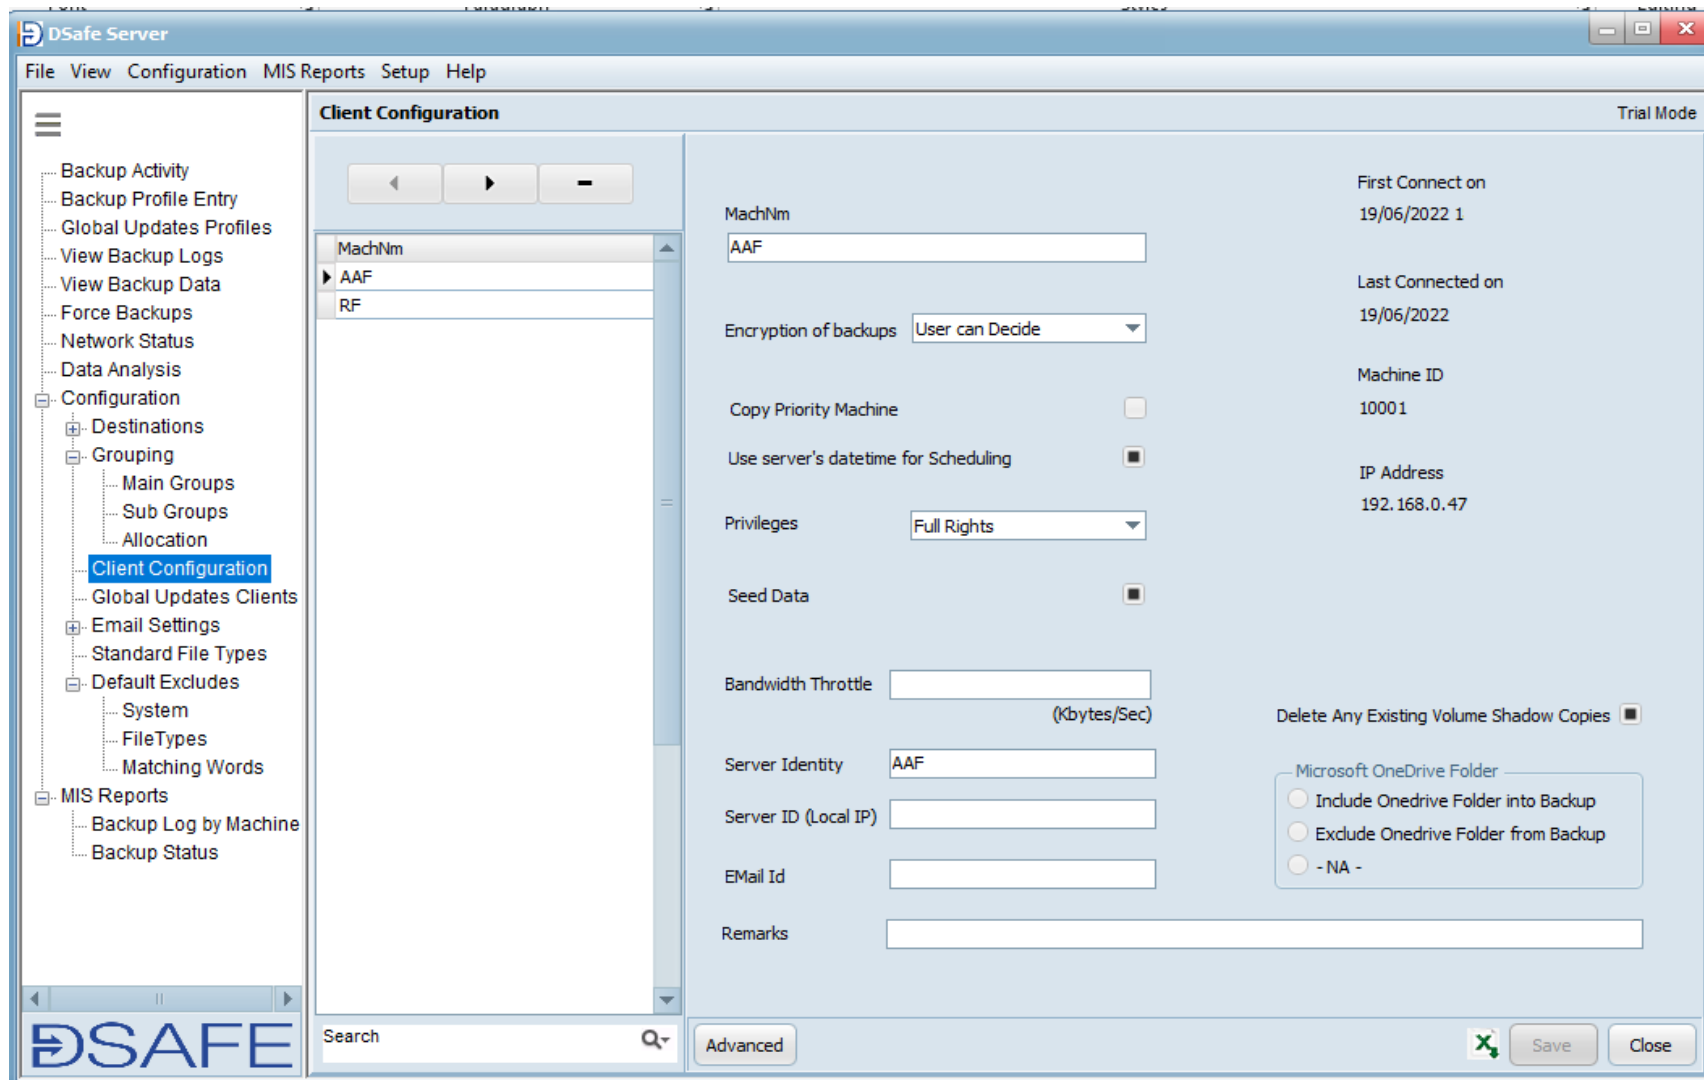 DSafe Server
File View Configuration MIS Reports Setup Help
Client Configuration
Trial Mode
Backup Activity
Backup Profile Entry
Global Updates Profiles
View Backup Logs
View Backup Data
Force Backups
Network Status
Data Analysis
Configuration
Destinations
Grouping
Main Groups
Sub Groups
Allocation
Client Configuration
Global Updates Clients
Email Settings
Standard File Types
Default Excludes
System
FileTypes
Matching Words
MIS Reports
Backup Log by Machine
Backup Status
DSAFE
MachNm
AAF
RF
Search
MachNm
AAF
Encryption of backups User can Decide
Copy Priority Machine
Use server's datetime for Scheduling
Privileges Full Rights
Seed Data
Bandwidth Throttle
(Kbytes/Sec)
Server Identity AAF
Server ID (Local IP)
EMail Id
Remarks
First Connect on
19/06/2022 1
Last Connected on
19/06/2022
Machine ID
10001
IP Address
192.168.0.47
Delete Any Existing Volume Shadow Copies
Microsoft OneDrive Folder
Include Onedrive Folder into Backup
Exclude Onedrive Folder from Backup
- NA -
Advanced
Save
Close